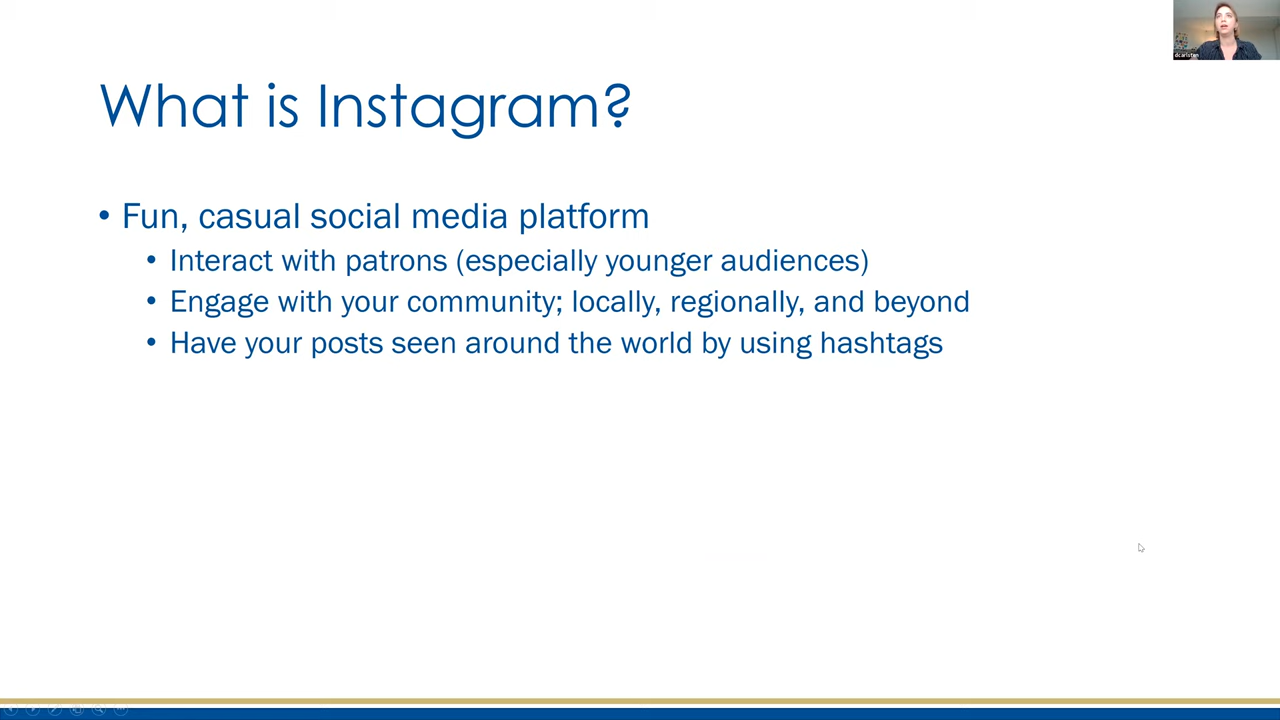 What is Instagram?
• Fun, casual social media platform
• Interact with patrons (especially younger audiences)
• Engage with your community; locally, regionally, and beyond
• Have your posts seen around the world by using hashtags